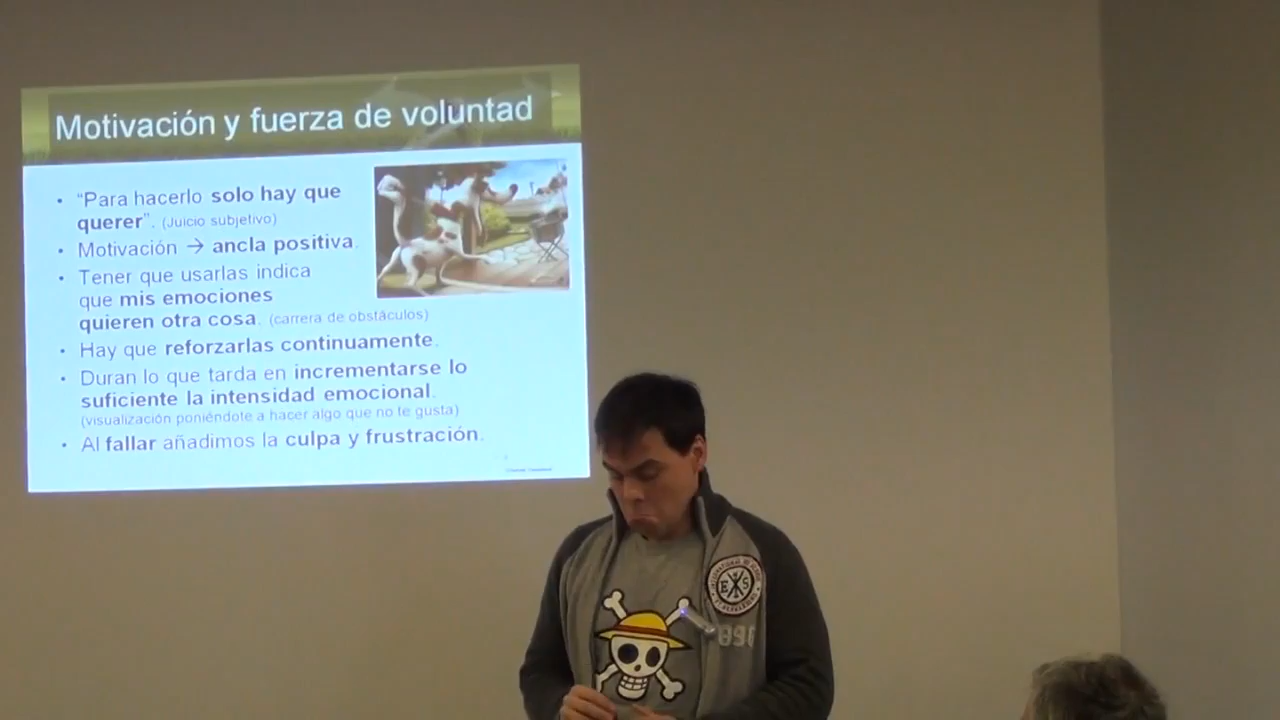 Motivación y fuerza de voluntad
• “Para hacerlo solo hay que
querer”. (Juicio subjetivo)
• Motivación → ancla positiva.
• Tener que usarlas indica
que mis emociones
quieren otra cosa. (carrera de obstáculos)
• Hay que reforzarlas continuamente.
• Duran lo que tarda en incrementarse lo
suficiente la intensidad emocional.
(visualización poniéndote a hacer algo que no te gusta)
• Al fallar añadimos la culpa y frustración.
E S